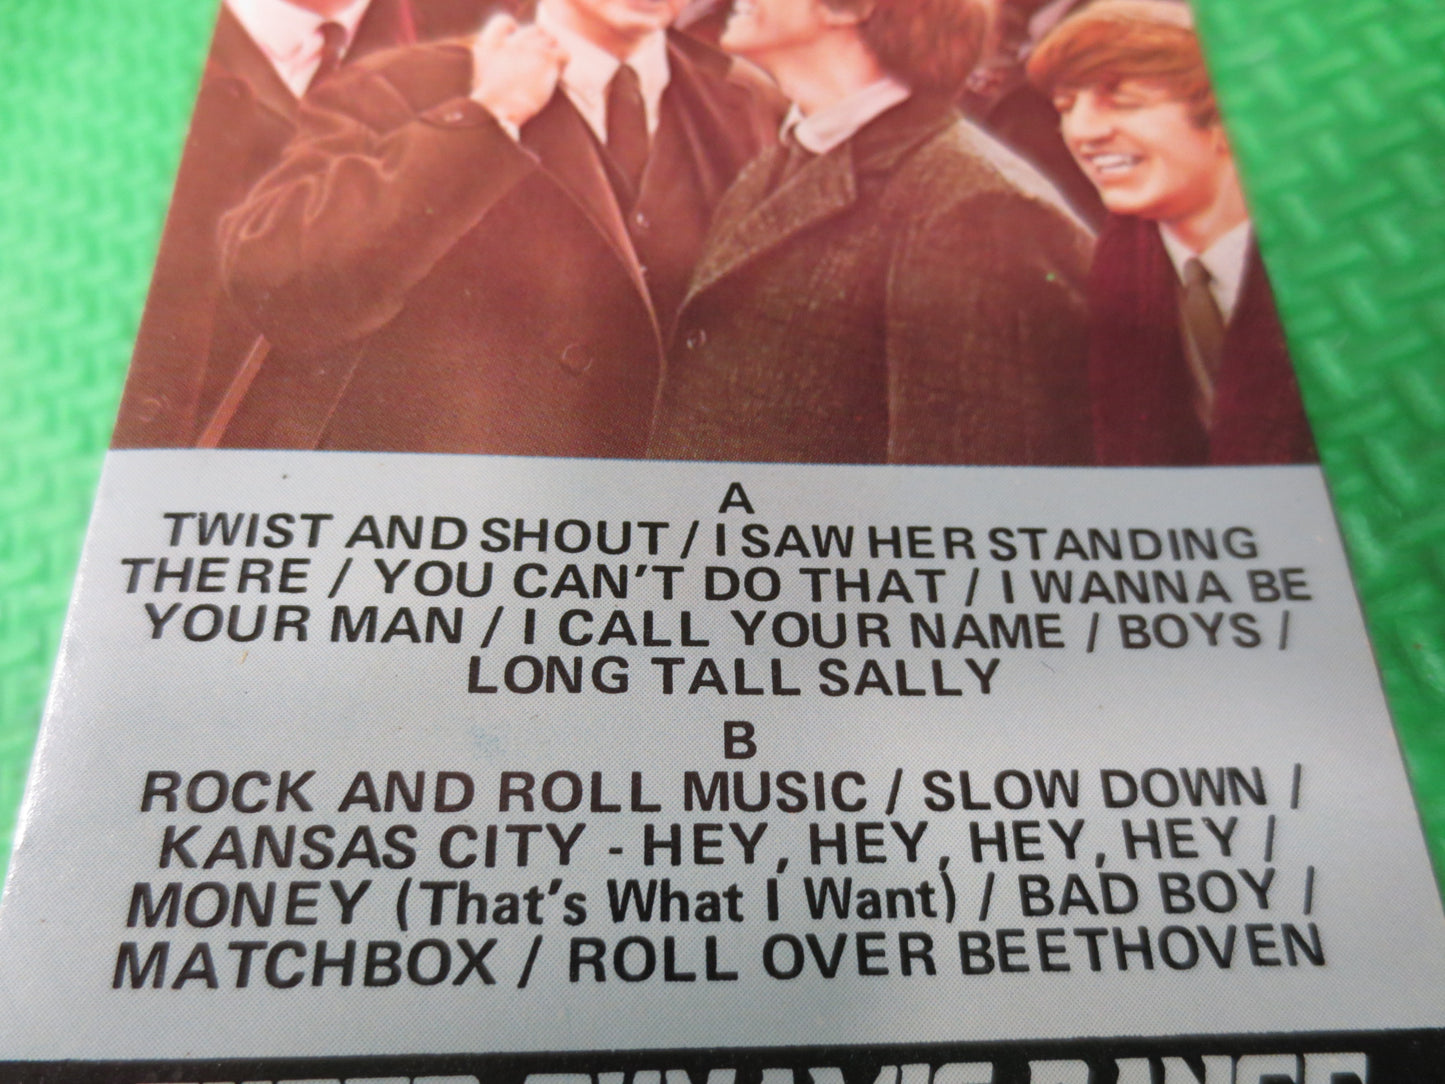 A
TWIST AND SHOUT / I SAW HER STANDING
THERE / YOU CAN'T DO THAT / I WANNA BE
YOUR MAN / I CALL YOUR NAME / BOYS /
LONG TALL SALLY
B
ROCK AND ROLL MUSIC / SLOW DOWN /
KANSAS CITY - HEY, HEY, HEY, HEY /
MONEY (That's What I Want) / BAD BOY /
MATCHBOX / ROLL OVER BEETHOVEN
RANGE